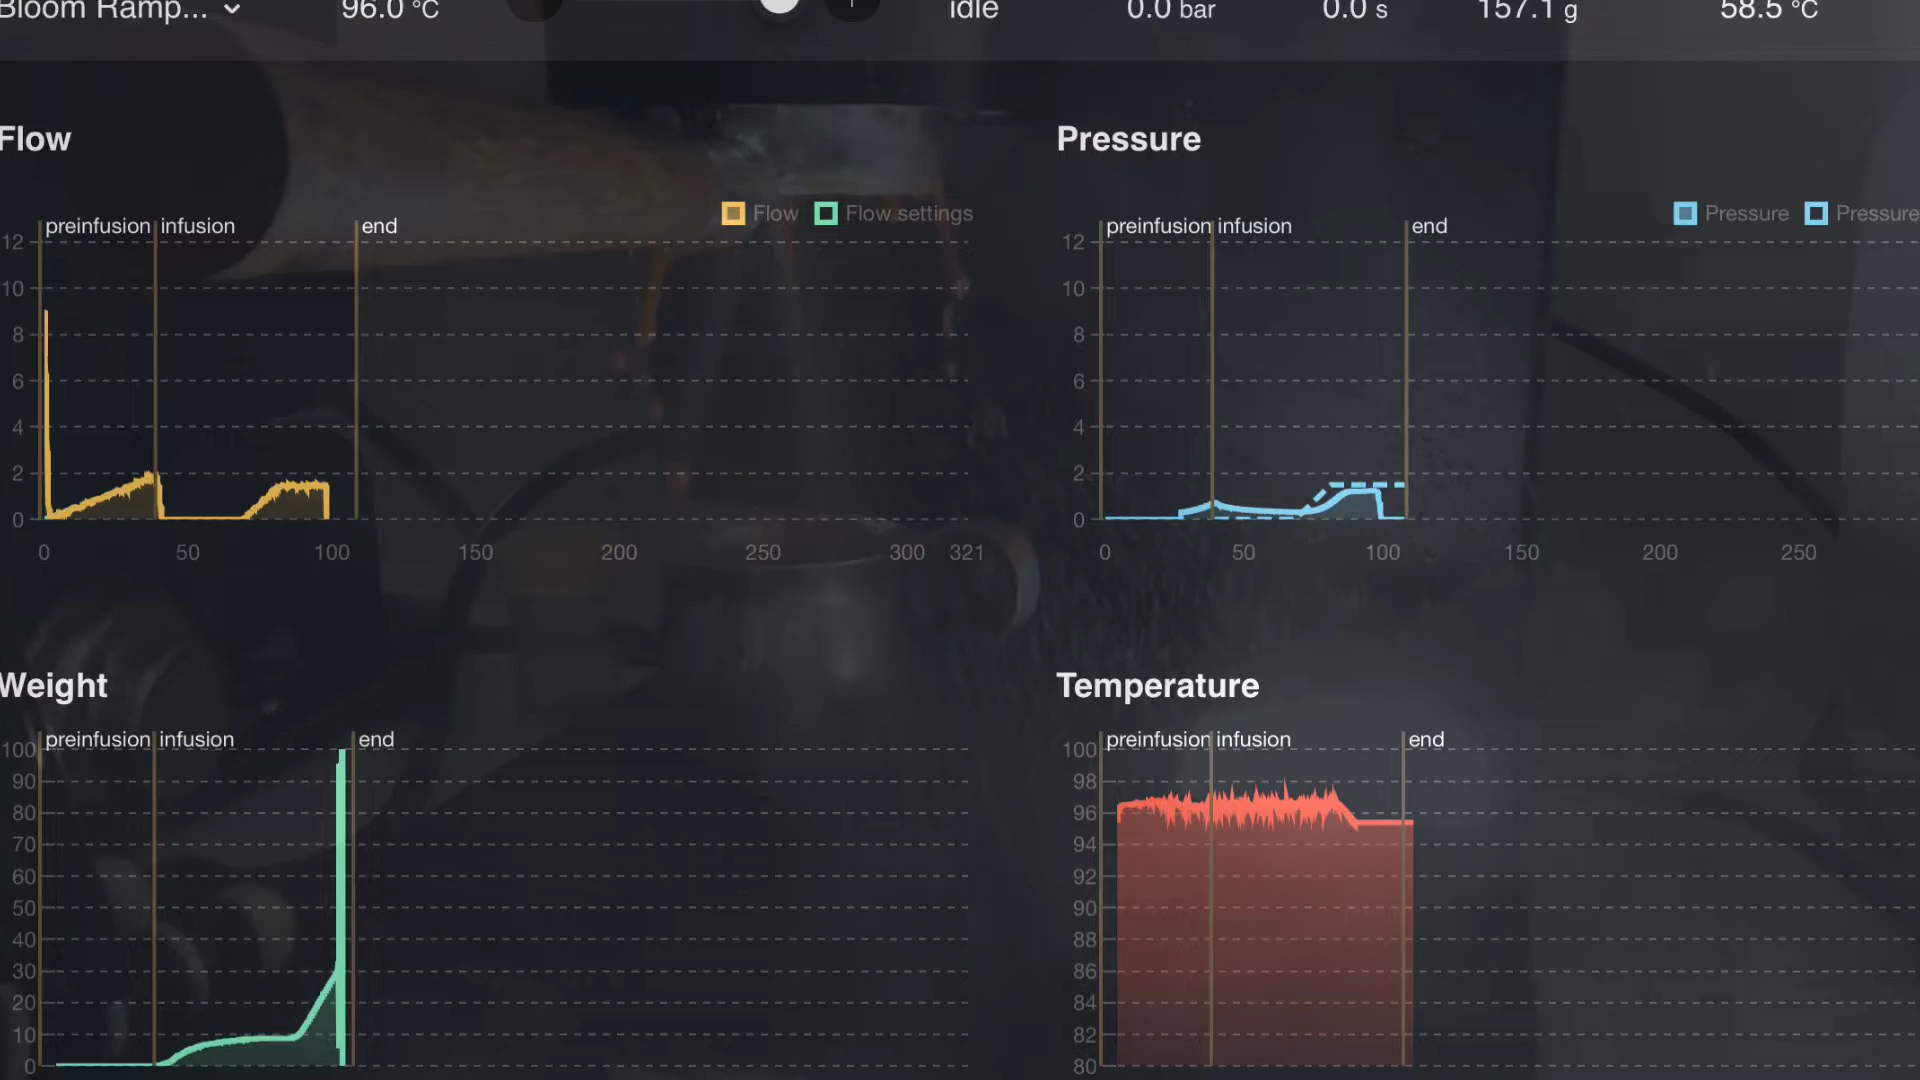 Bloom Ramp... 96.0 °C idle 0.0 bar 0.0 s 157.1 g 58.5 °C
Flow
Flow Flow settings
preinfusion infusion end
12
10
8
6
4
2
0
0 50 100 150 200 250 300 321
Pressure
Pressure Pressure
preinfusion infusion end
12
10
8
6
4
2
0
0 50 100 150 200 250
Weight
preinfusion infusion end
100
90
80
70
60
50
40
30
20
10
0
Temperature
preinfusion infusion end
100
98
96
94
92
90
88
86
84
82
80